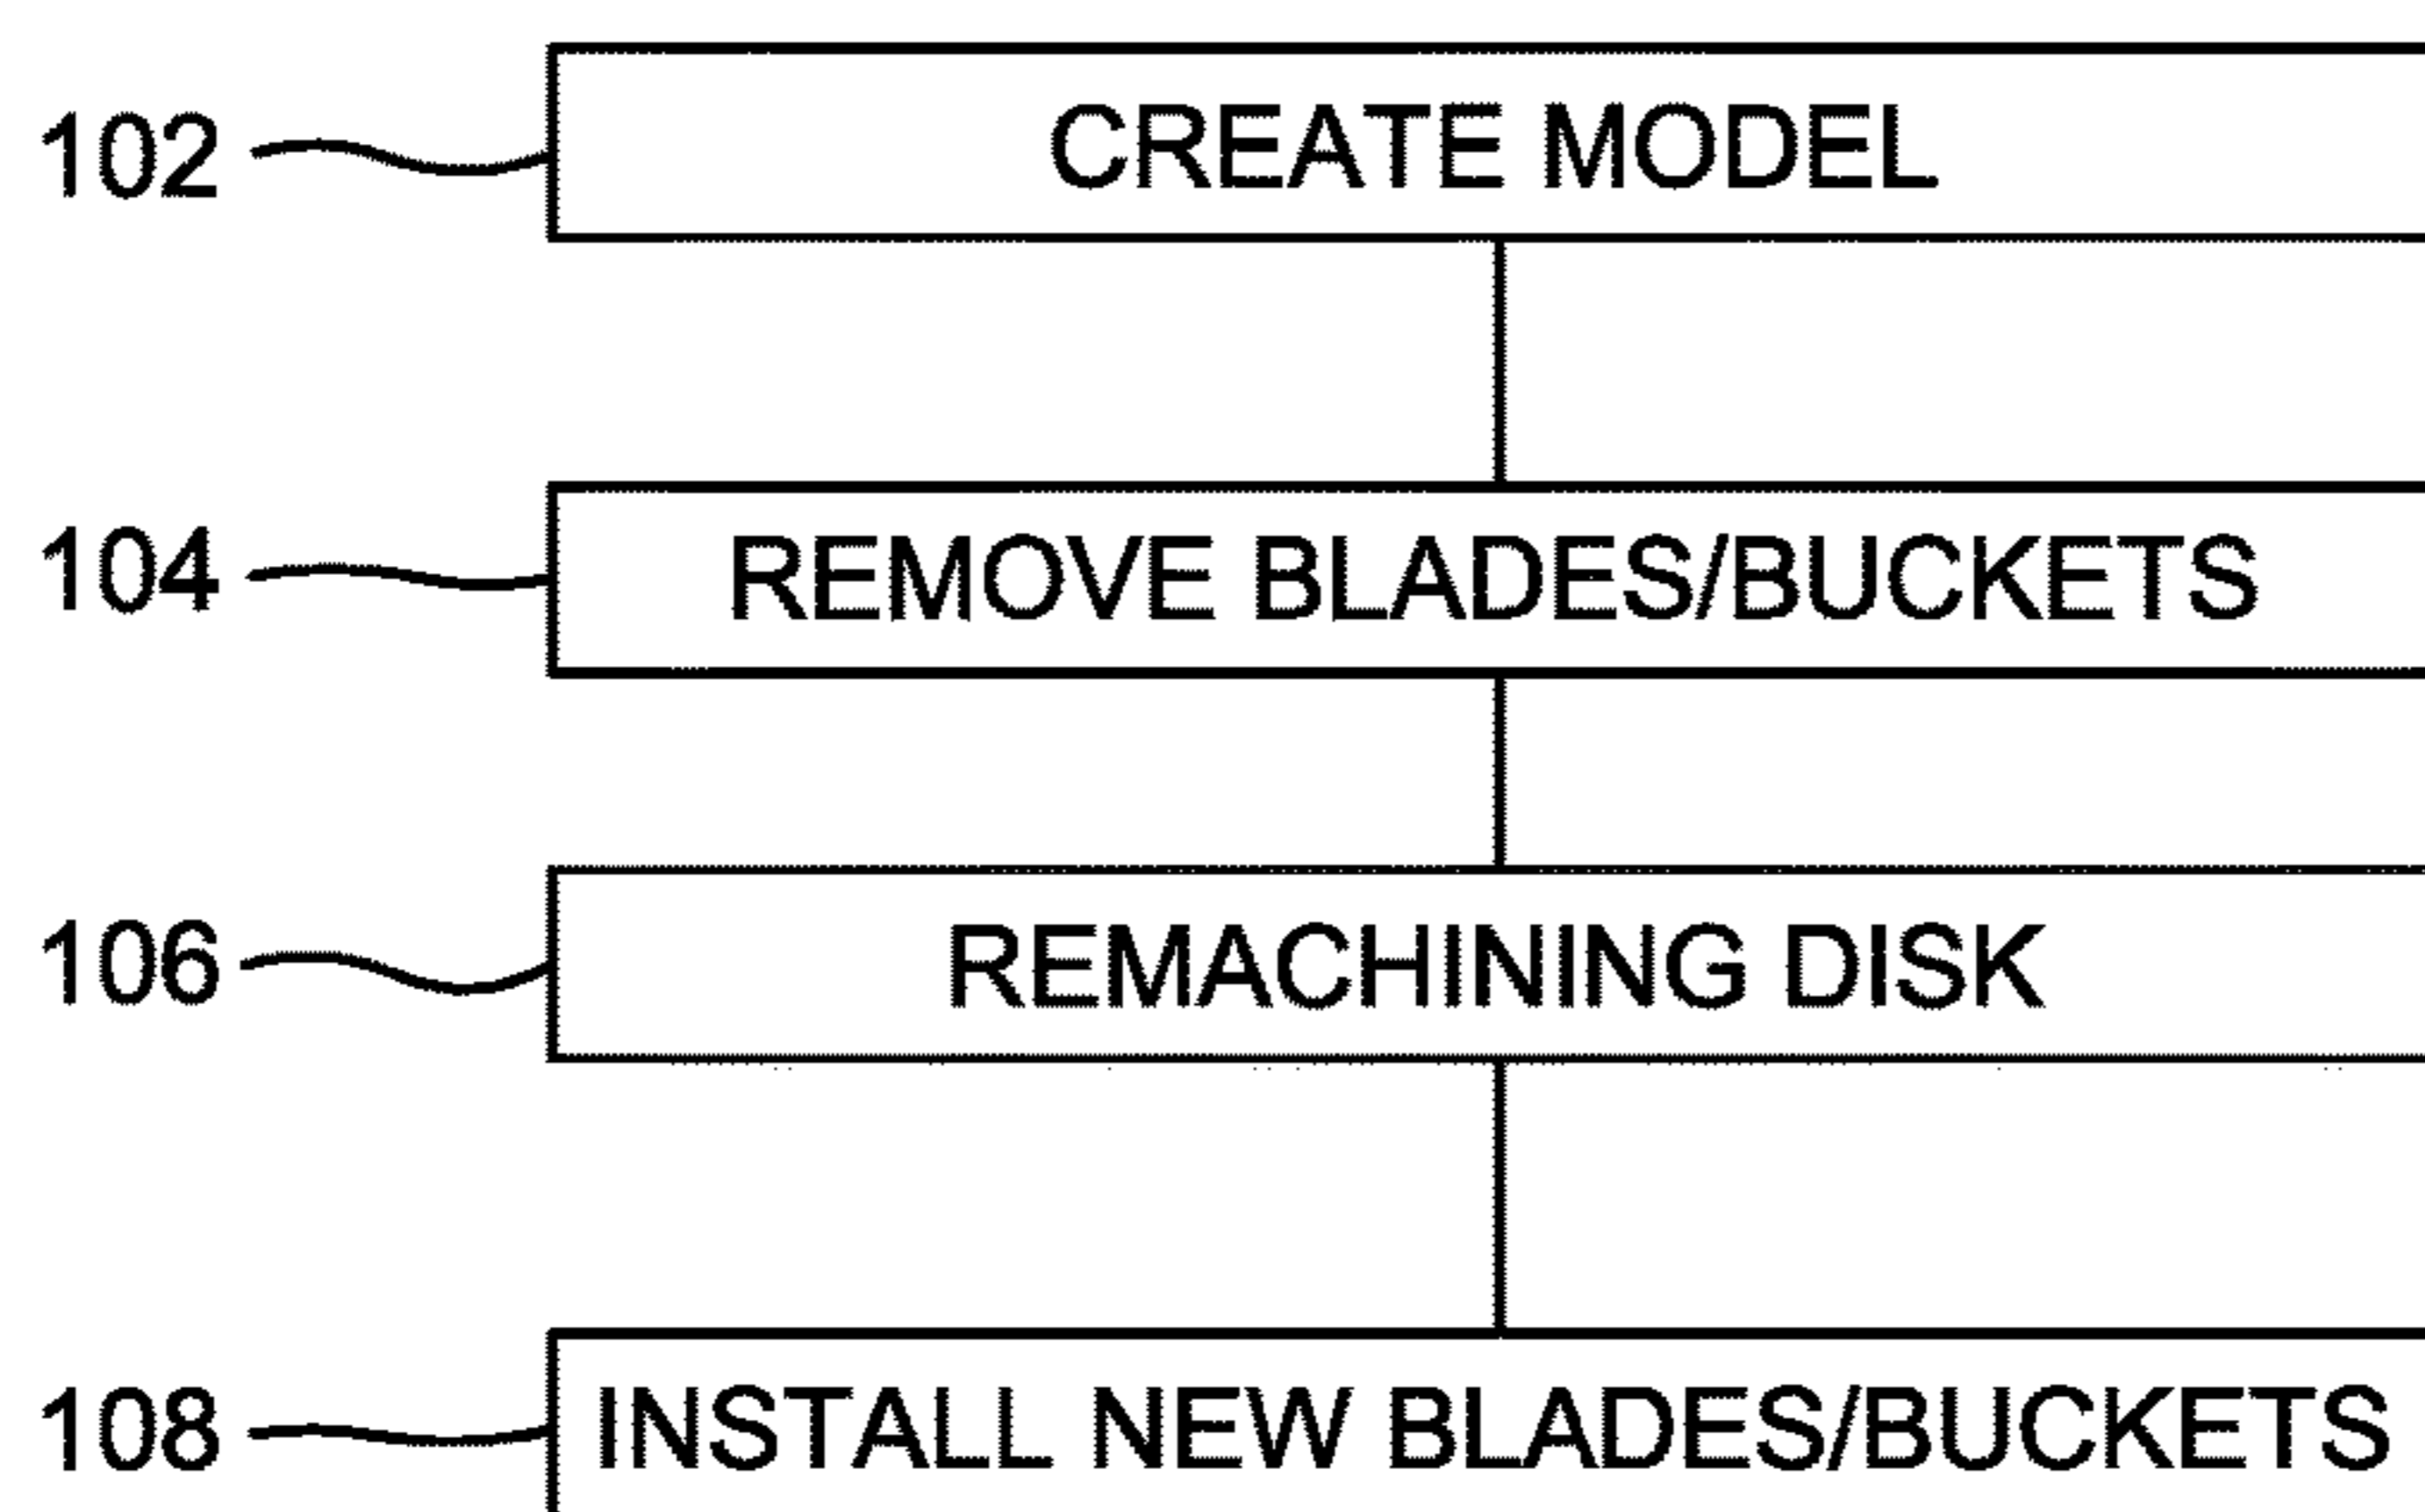 102 CREATE MODEL
104 REMOVE BLADES/BUCKETS
106 REMACHINING DISK
108 INSTALL NEW BLADES/BUCKETS